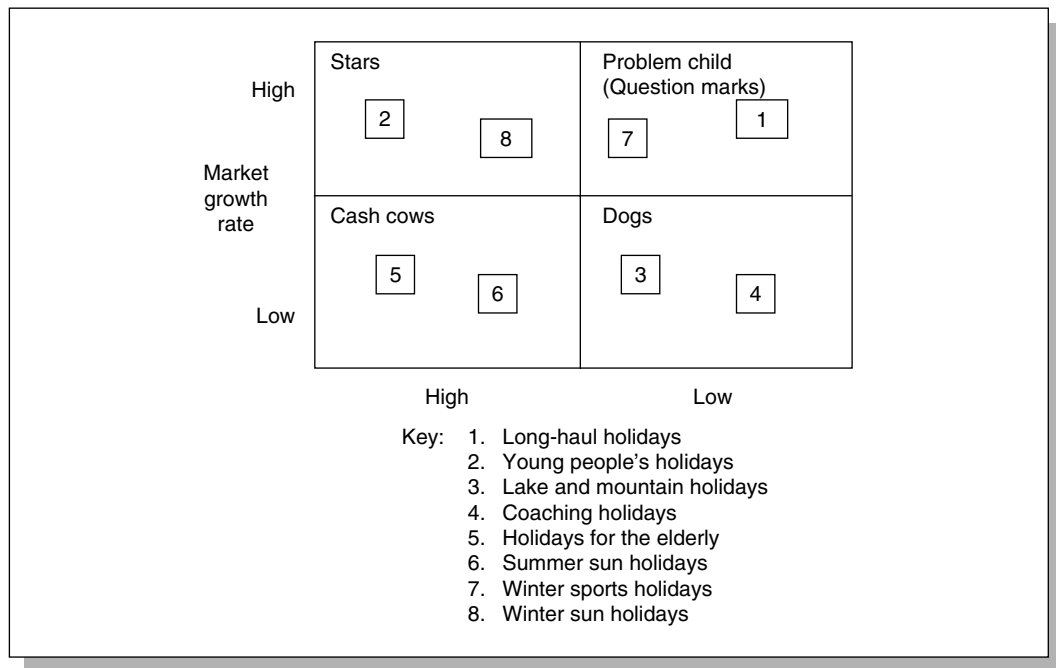 Stars
Problem child
(Question marks)
High
2
8
7
1
Market
growth
rate
Cash cows
Dogs
5
6
3
4
Low
High
Low
Key: 1. Long-haul holidays
2. Young people's holidays
3. Lake and mountain holidays
4. Coaching holidays
5. Holidays for the elderly
6. Summer sun holidays
7. Winter sports holidays
8. Winter sun holidays